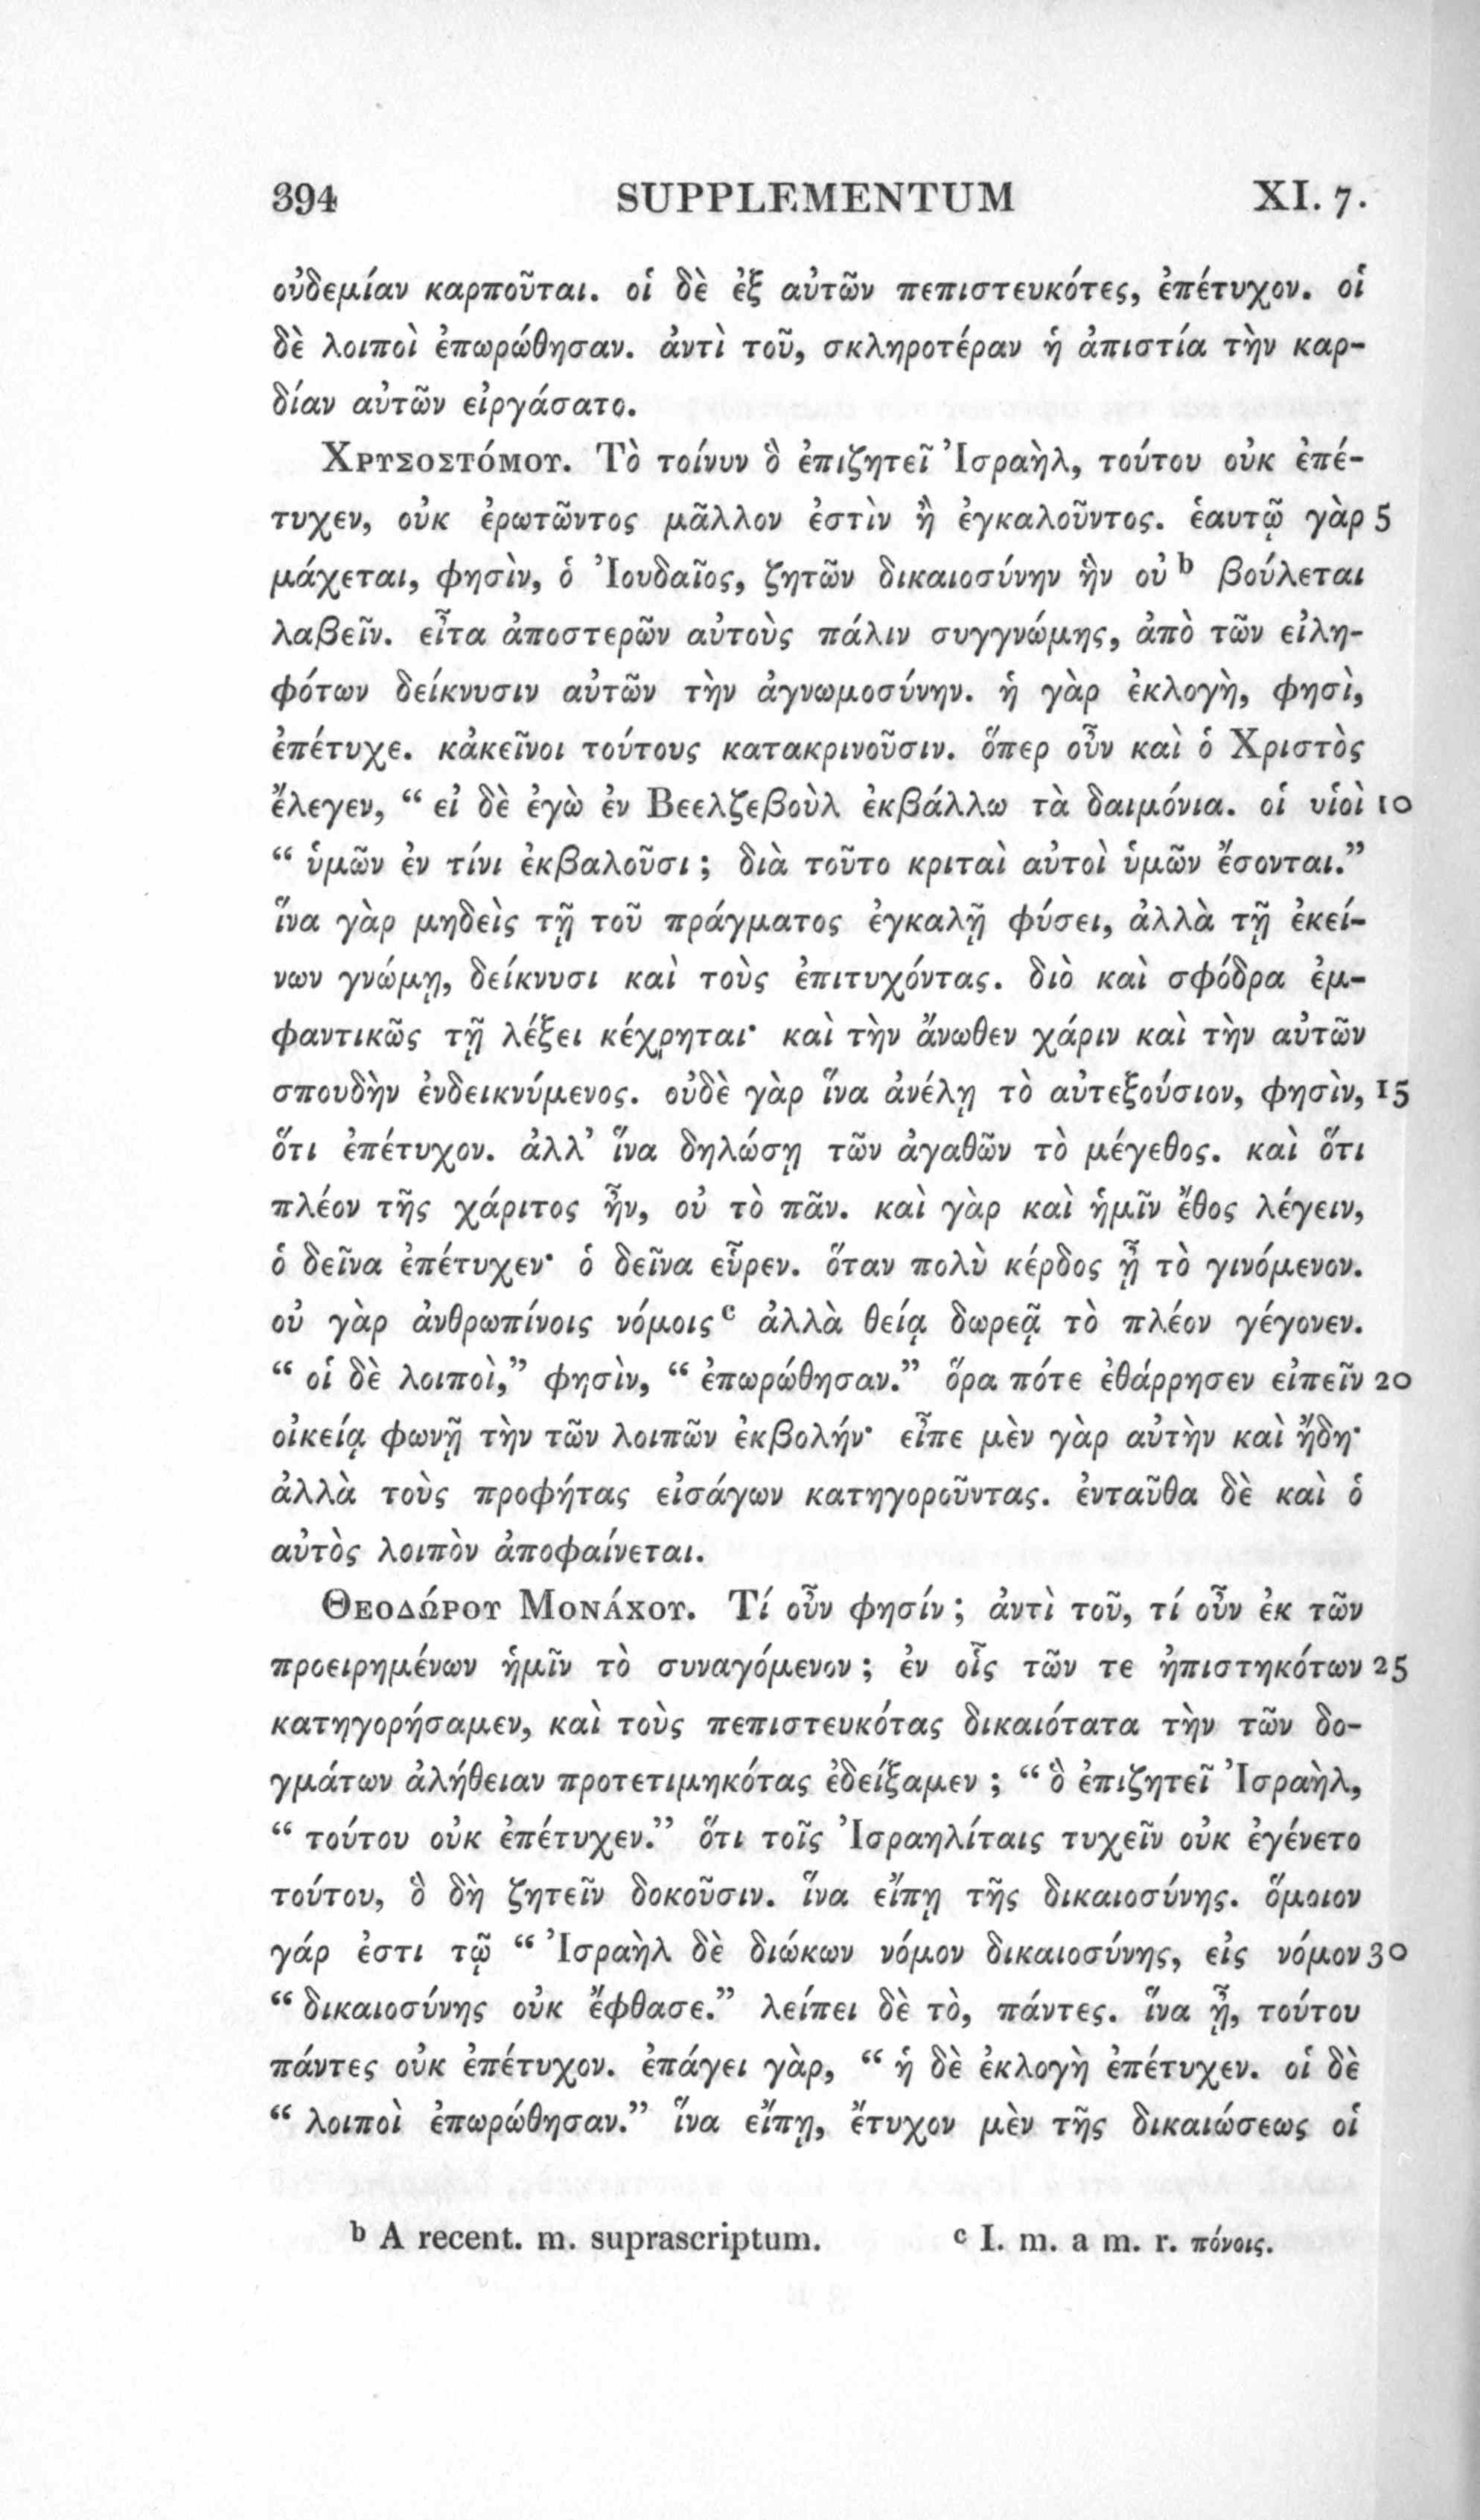 394 SUPPLEMENTUM XI. 7.
οὐδεμίαν καρποῦται. οἱ δὲ ἐξ αὐτῶν πεπιστευκότες, ἐπέτυχον. οἱ
δὲ λοιποὶ ἐπωρώθησαν. ἀντὶ τοῦ, σκληροτέραν ἡ ἀπιστία τὴν καρ-
δίαν αὐτῶν εἰργάσατο.
Χρυσοστόμου. Τὸ τοίνυν ὃ ἐπιζητεῖ Ἰσραὴλ, τούτου οὐκ ἐπέ-
τυχεν, οὐκ ἐρωτῶντος μᾶλλον ἐστὶν ἢ ἐγκαλοῦντος. ἑαυτῷ γὰρ 5
μάχεται, φησὶν, ὁ Ἰουδαῖος, ζητῶν δικαιοσύνην ἣν οὐ b βούλεται
λαβεῖν. εἶτα ἀποστερῶν αὐτοὺς πάλιν συγγνώμης, ἀπὸ τῶν εἰλη-
φότων δείκνυσιν αὐτῶν τὴν ἀγνωμοσύνην. ἡ γὰρ ἐκλογὴ, φησὶ,
ἐπέτυχε. κἀκεῖνοι τούτους κατακρινοῦσιν. ὅπερ οὖν καὶ ὁ Χριστὸς
ἔλεγεν, “ εἰ δὲ ἐγὼ ἐν Βεελζεβοὺλ ἐκβάλλω τὰ δαιμόνια. οἱ υἱοὶ 10
“ ὑμῶν ἐν τίνι ἐκβαλοῦσι ; διὰ τοῦτο κριταὶ αὐτοὶ ὑμῶν ἔσονται.”
ἵνα γὰρ μηδεὶς τῇ τοῦ πράγματος ἐγκαλῇ φύσει, ἀλλὰ τῇ ἐκεί-
νων γνώμῃ, δείκνυσι καὶ τοὺς ἐπιτυχόντας. διὸ καὶ σφόδρα ἐμ-
φαντικῶς τῇ λέξει κέχρηται· καὶ τὴν ἄνωθεν χάριν καὶ τὴν αὐτῶν
σπουδὴν ἐνδεικνύμενος. οὐδὲ γὰρ ἵνα ἀνέλῃ τὸ αὐτεξούσιον, φησὶν, 15
ὅτι ἐπέτυχον. ἀλλ’ ἵνα δηλώσῃ τῶν ἀγαθῶν τὸ μέγεθος. καὶ ὅτι
πλέον τῆς χάριτος ἦν, οὐ τὸ πᾶν. καὶ γὰρ καὶ ἡμῖν ἔθος λέγειν,
ὁ δεῖνα ἐπέτυχεν· ὁ δεῖνα εὗρεν. ὅταν πολὺ κέρδος ᾖ τὸ γινόμενον.
οὐ γὰρ ἀνθρωπίνοις νόμοις c ἀλλὰ θείᾳ δωρεᾷ τὸ πλέον γέγονεν.
“ οἱ δὲ λοιποὶ,” φησὶν, “ ἐπωρώθησαν.” ὅρα πότε ἐθάρρησεν εἰπεῖν 20
οἰκείᾳ φωνῇ τὴν τῶν λοιπῶν ἐκβολήν· εἶπε μὲν γὰρ αὐτὴν καὶ ἤδη·
ἀλλὰ τοὺς προφήτας εἰσάγων κατηγοροῦντας. ἐνταῦθα δὲ καὶ ὁ
αὐτὸς λοιπὸν ἀποφαίνεται.
Θεοδώρου Μονάχου. Τί οὖν φησίν ; ἀντὶ τοῦ, τί οὖν ἐκ τῶν
προειρημένων ἡμῖν τὸ συναγόμενον ; ἐν οἷς τῶν τε ἠπιστηκότων 25
κατηγορήσαμεν, καὶ τοὺς πεπιστευκότας δικαιότατα τὴν τῶν δο-
γμάτων ἀλήθειαν προτετιμηκότας ἐδείξαμεν ; “ ὃ ἐπιζητεῖ Ἰσραὴλ,
“ τούτου οὐκ ἐπέτυχεν.” ὅτι τοῖς Ἰσραηλίταις τυχεῖν οὐκ ἐγένετο
τούτου, ὃ δὴ ζητεῖν δοκοῦσιν. ἵνα εἴπῃ τῆς δικαιοσύνης. ὅμοιον
γάρ ἐστι τῷ “ Ἰσραὴλ δὲ διώκων νόμον δικαιοσύνης, εἰς νόμον 30
“ δικαιοσύνης οὐκ ἔφθασε.” λείπει δὲ τὸ, πάντες. ἵνα ᾖ, τούτου
πάντες οὐκ ἐπέτυχον. ἐπάγει γὰρ, “ ἡ δὲ ἐκλογὴ ἐπέτυχεν. οἱ δὲ
“ λοιποὶ ἐπωρώθησαν.” ἵνα εἴπῃ, ἔτυχον μὲν τῆς δικαιώσεως οἱ
b A recent. m. suprascriptum. c I. m. a m. r. πόνοις.